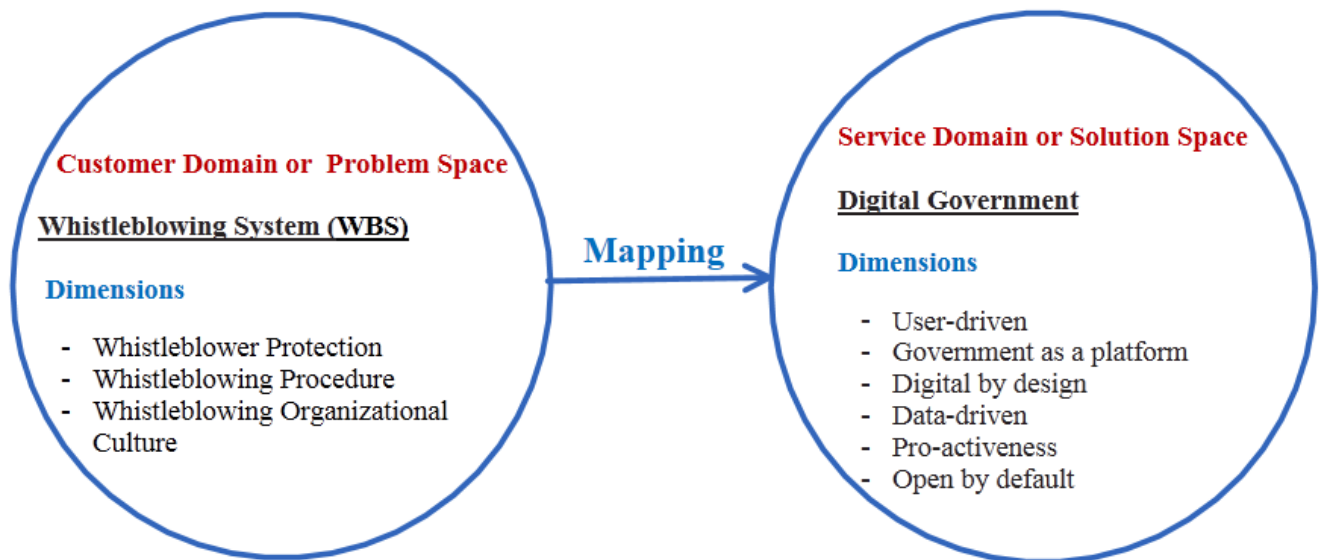 Customer Domain or Problem Space
Whistleblowing System (WBS)
Dimensions
- Whistleblower Protection
- Whistleblowing Procedure
- Whistleblowing Organizational
Culture
Mapping
Service Domain or Solution Space
Digital Government
Dimensions
- User-driven
- Government as a platform
- Digital by design
- Data-driven
- Pro-activeness
- Open by default